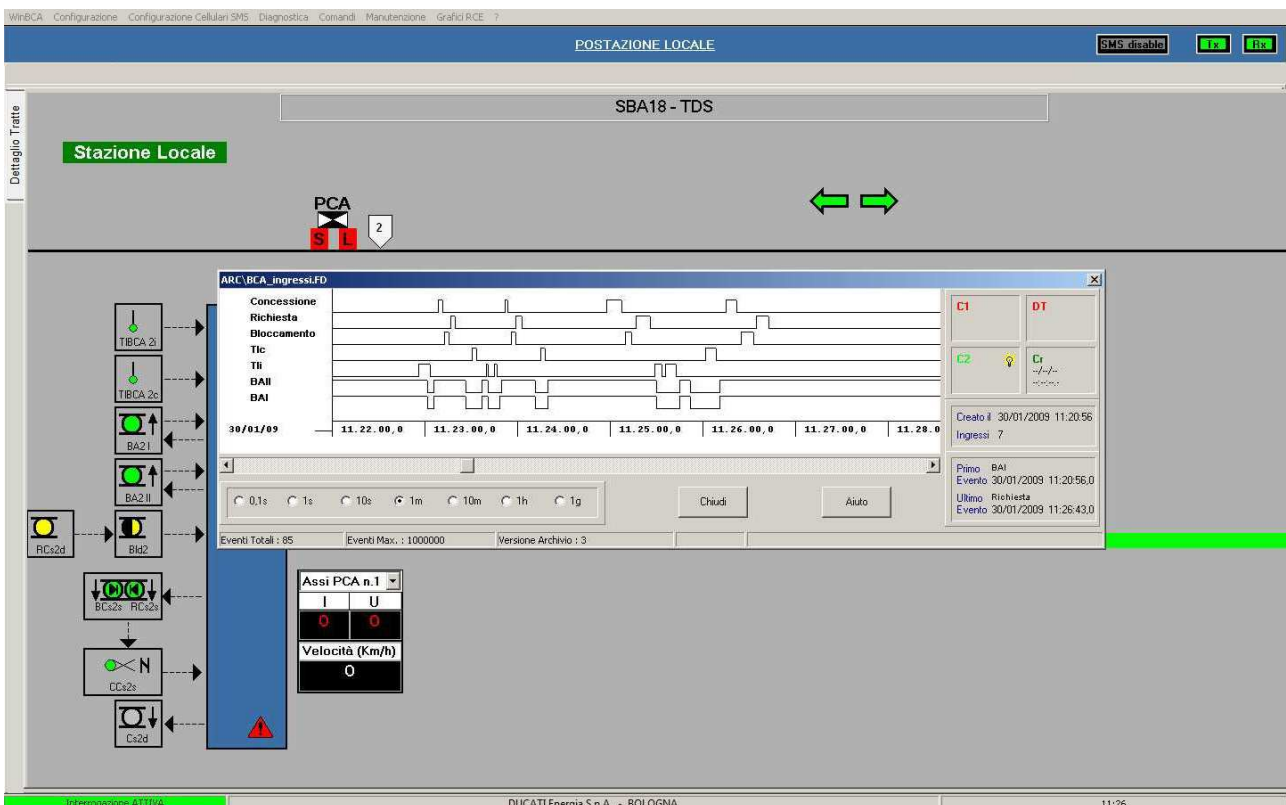 WinBCA Configurazione Configurazione Cellulari SMS Diagnostica Comandi Manutenzione Grafici RCE ?
POSTAZIONE LOCALE
SMS disable Tx Rx
Dettaglio Tratte
SBA18 - TDS
Stazione Locale
PCA
S L
2
ARC\BCA_ingressi.FD
Concessione
Richiesta
Bloccamento
TIc
TIi
BAII
BAI
30/01/09 11.22.00,0 11.23.00,0 11.24.00,0 11.25.00,0 11.26.00,0 11.27.00,0 11.28.0
0,1s 1s 10s 1m 10m 1h 1g
Chiudi
Aiuto
Eventi Totali : 85 Eventi Max. : 1000000 Versione Archivio : 3
C1 DT
C2 Cr
--/--/--
--:--:--.-
Creato il 30/01/2009 11:20:56
Ingressi 7
Primo BAI
Evento 30/01/2009 11:20:56,0
Ultimo Richiesta
Evento 30/01/2009 11:26:43,0
TIBCA 2i
TIBCA 2c
BA2 I
BA2 II
RCs2d
Bld2
BCs2s RCs2s
N
CCs2s
Cs2d
Assi PCA n.1
I U
0 0
Velocità (Km/h)
0
Interrogazione ATTIVA
DUCATI Energia S.p.A. - BOLOGNA
11:26